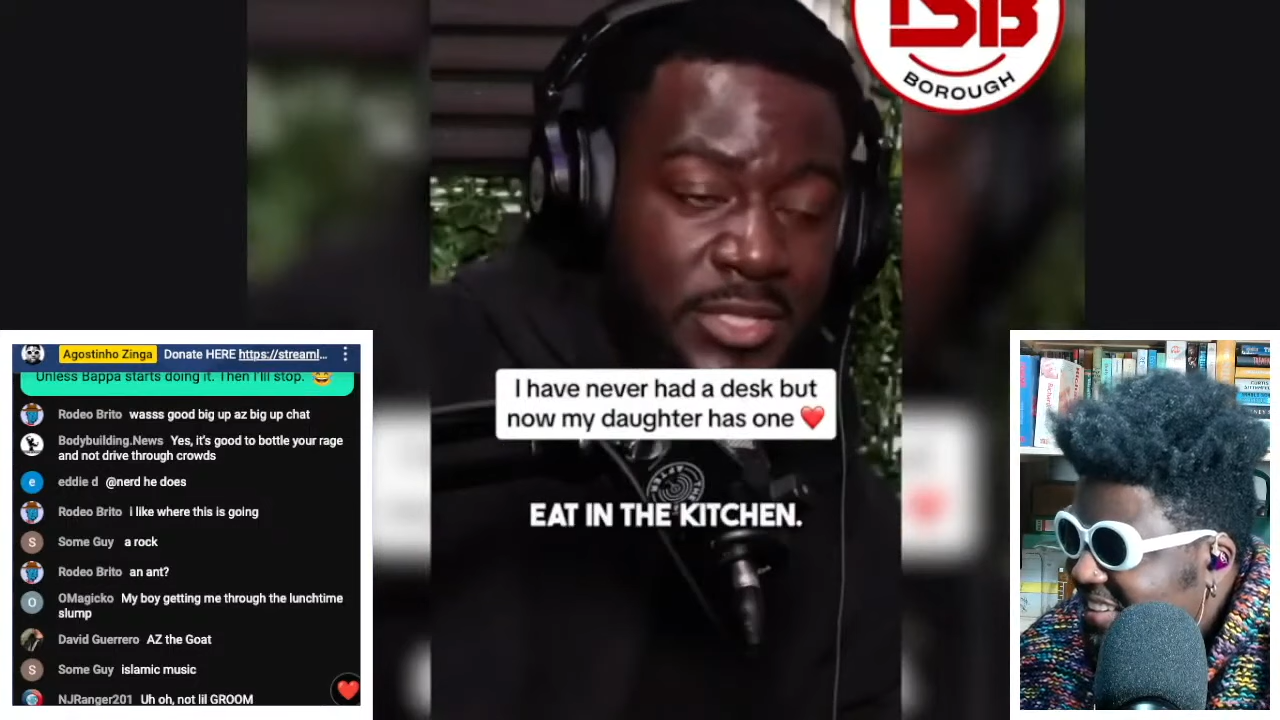 ISB
BOROUGH
I have never had a desk but
now my daughter has one ❤️
EAT IN THE KITCHEN.
Agostinho Zinga Donate HERE https://streaml...
Unless Bappa starts doing it. Then I'lll stop. 🤩
Rodeo Brito wasss good big up az big up chat
Bodybuilding.News Yes, it's good to bottle your rage
and not drive through crowds
e eddie d @nerd he does
Rodeo Brito i like where this is going
S Some Guy a rock
Rodeo Brito an ant?
O OMagicko My boy getting me through the lunchtime
slump
David Guerrero AZ the Goat
S Some Guy islamic music
NJRanger201 Uh oh, not lil GROOM